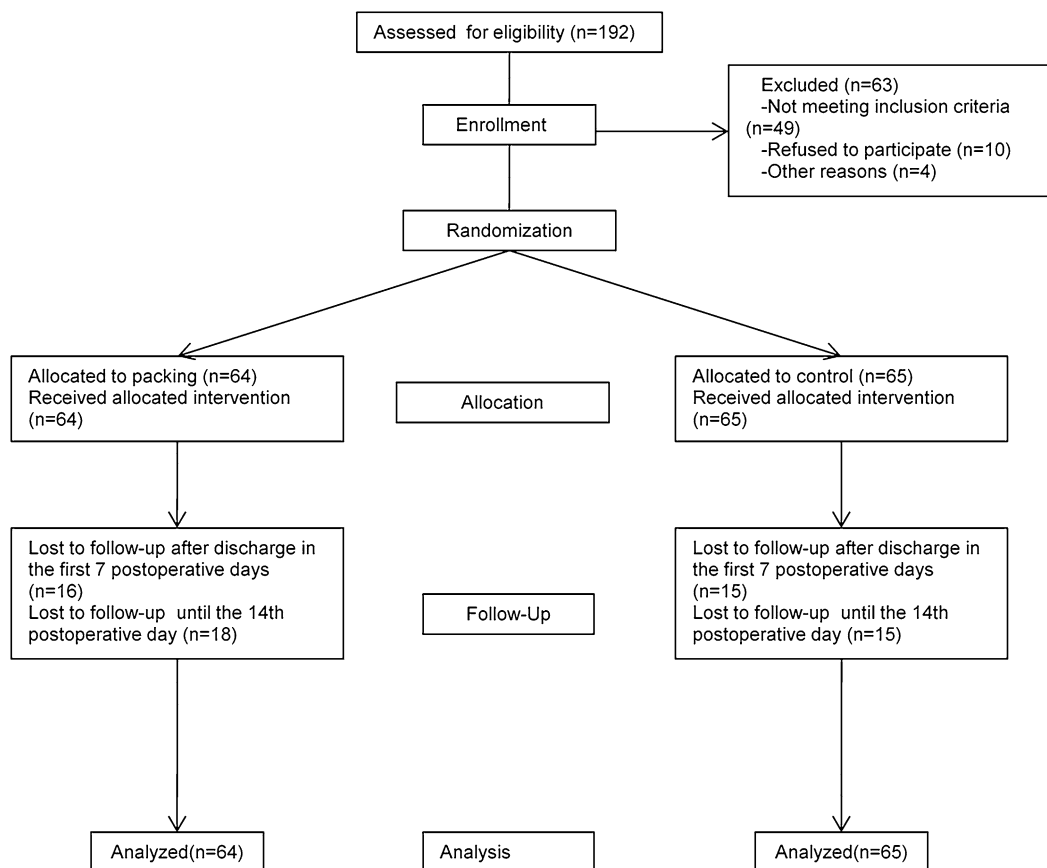 Assessed for eligibility (n=192)
Excluded (n=63)
-Not meeting inclusion criteria
(n=49)
-Refused to participate (n=10)
-Other reasons (n=4)
Enrollment
Randomization
Allocated to packing (n=64)
Received allocated intervention
(n=64)
Allocation
Allocated to control (n=65)
Received allocated intervention
(n=65)
Lost to follow-up after discharge in
the first 7 postoperative days
(n=16)
Lost to follow-up until the 14th
postoperative day (n=18)
Follow-Up
Lost to follow-up after discharge in
the first 7 postoperative days
(n=15)
Lost to follow-up until the 14th
postoperative day (n=15)
Analyzed(n=64)
Analysis
Analyzed(n=65)